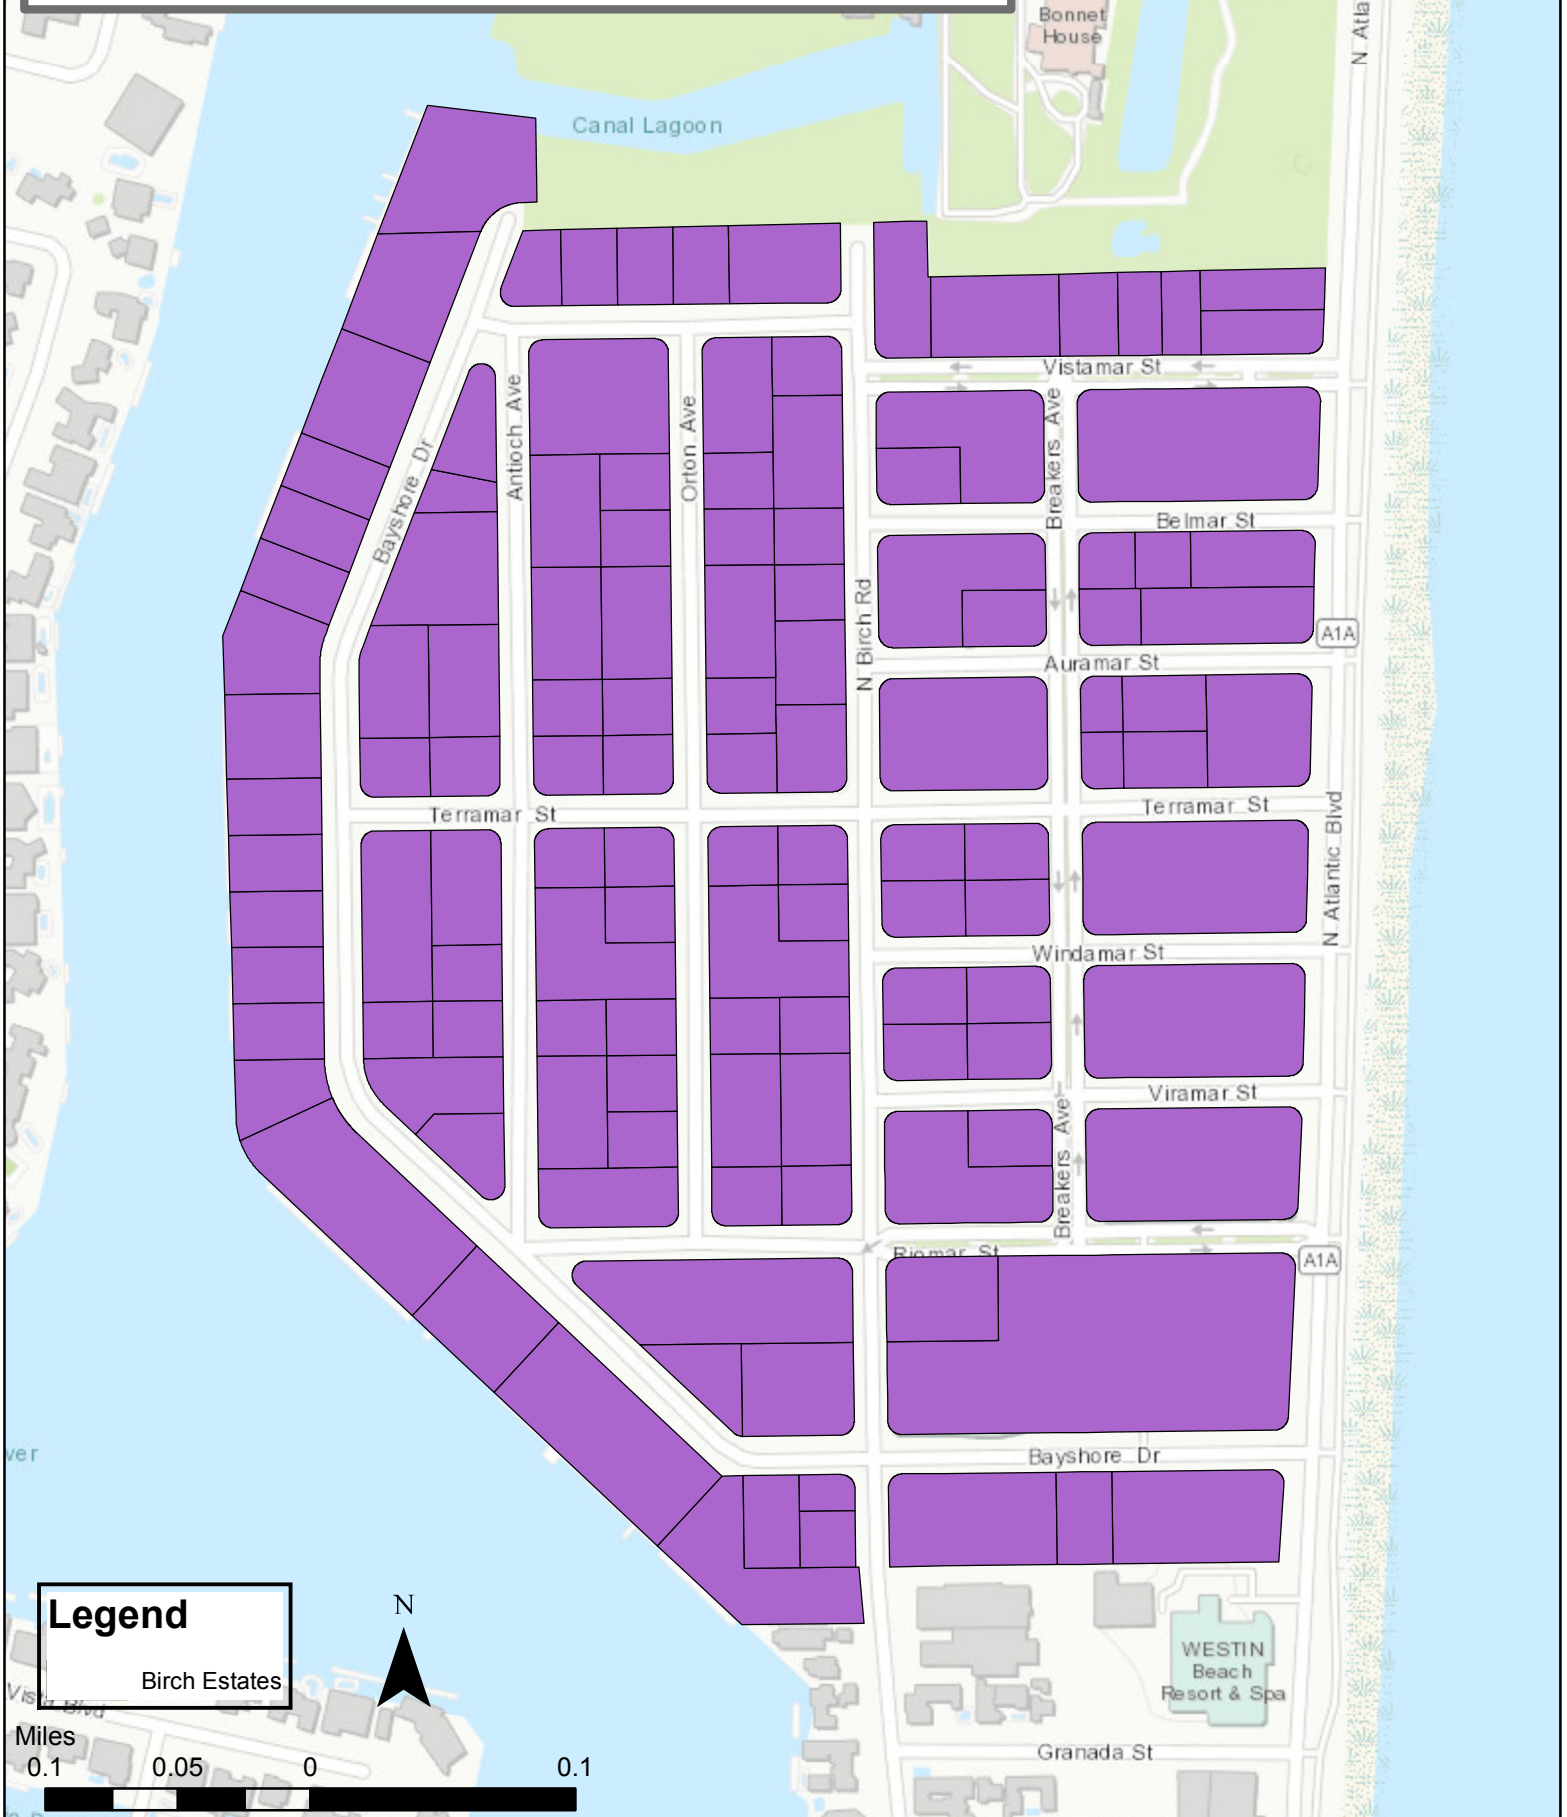 Bonnet
House
N Atla
Canal Lagoon
Vistamar St
Antioch Ave
Orton Ave
Breakers Ave
Bayshore Dr
Belmar St
N Birch Rd
A1A
Auramar St
Terramar St
Terramar St
N Atlantic Blvd
Windamar St
Viramar St
Breakers Ave
Riomar St
A1A
Bayshore Dr
ver
Legend
Birch Estates
N
WESTIN
Beach
Resort & Spa
Vista Blvd
Miles
0.1 0.05 0 0.1
Granada St